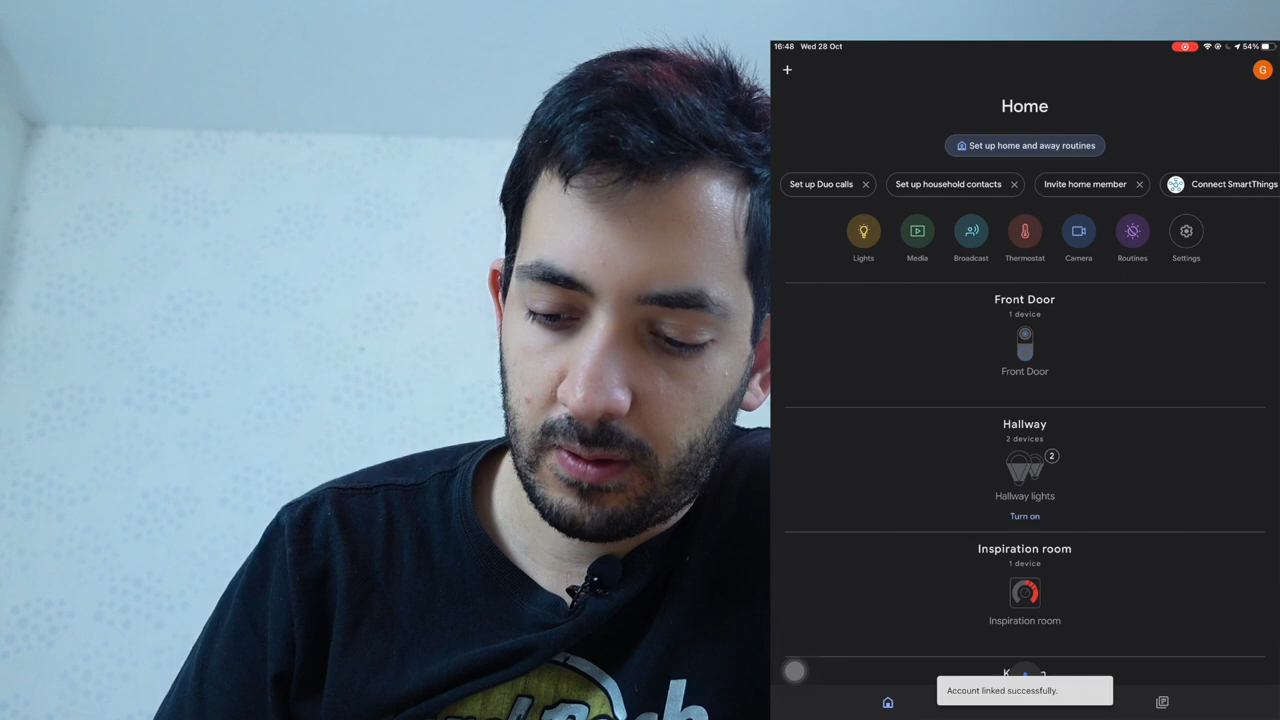 16:48 Wed 28 Oct
54%
G
Home
Set up home and away routines
Set up Duo calls
Set up household contacts
Invite home member
Connect SmartThings
Lights
Media
Broadcast
Thermostat
Camera
Routines
Settings
Front Door
1 device
Front Door
Hallway
2 devices
2
Hallway lights
Turn on
Inspiration room
1 device
Inspiration room
Account linked successfully.